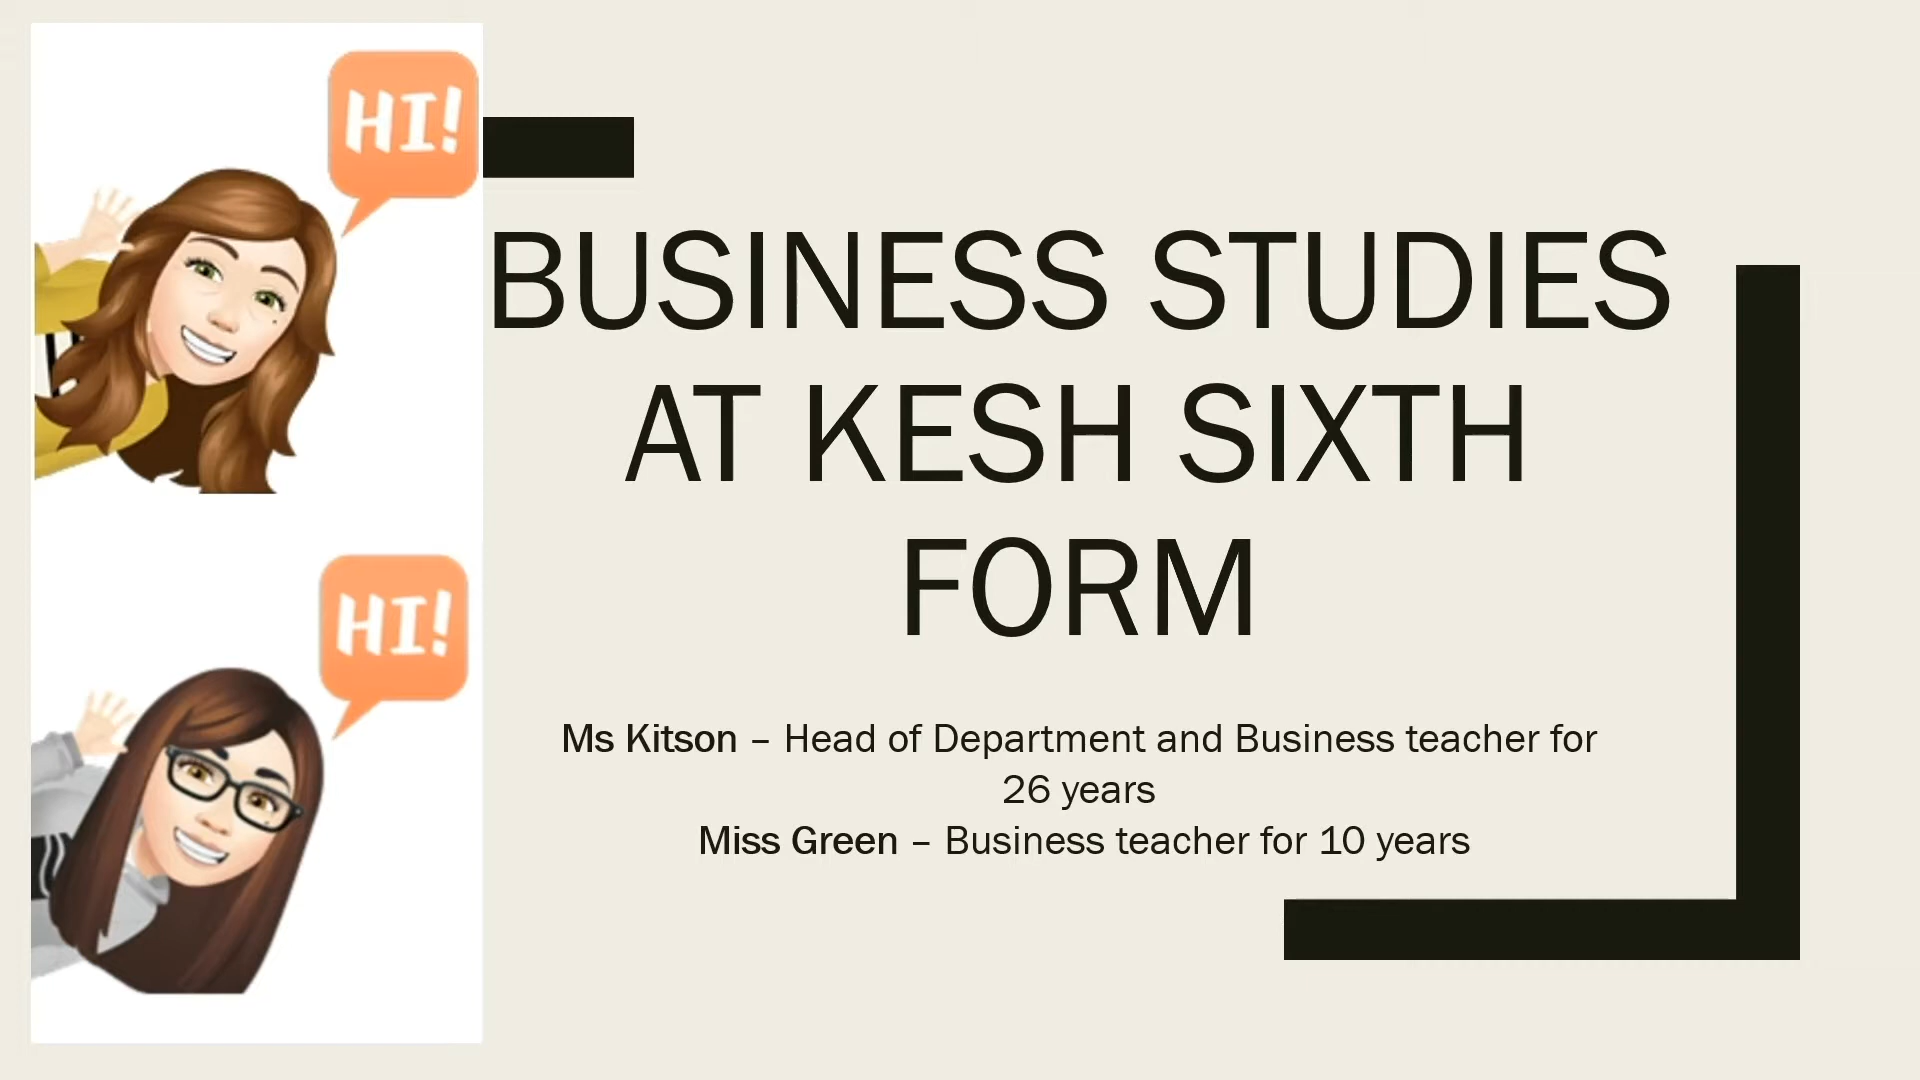 HI!
BUSINESS STUDIES
AT KESH SIXTH
FORM
HI!
Ms Kitson – Head of Department and Business teacher for
26 years
Miss Green – Business teacher for 10 years